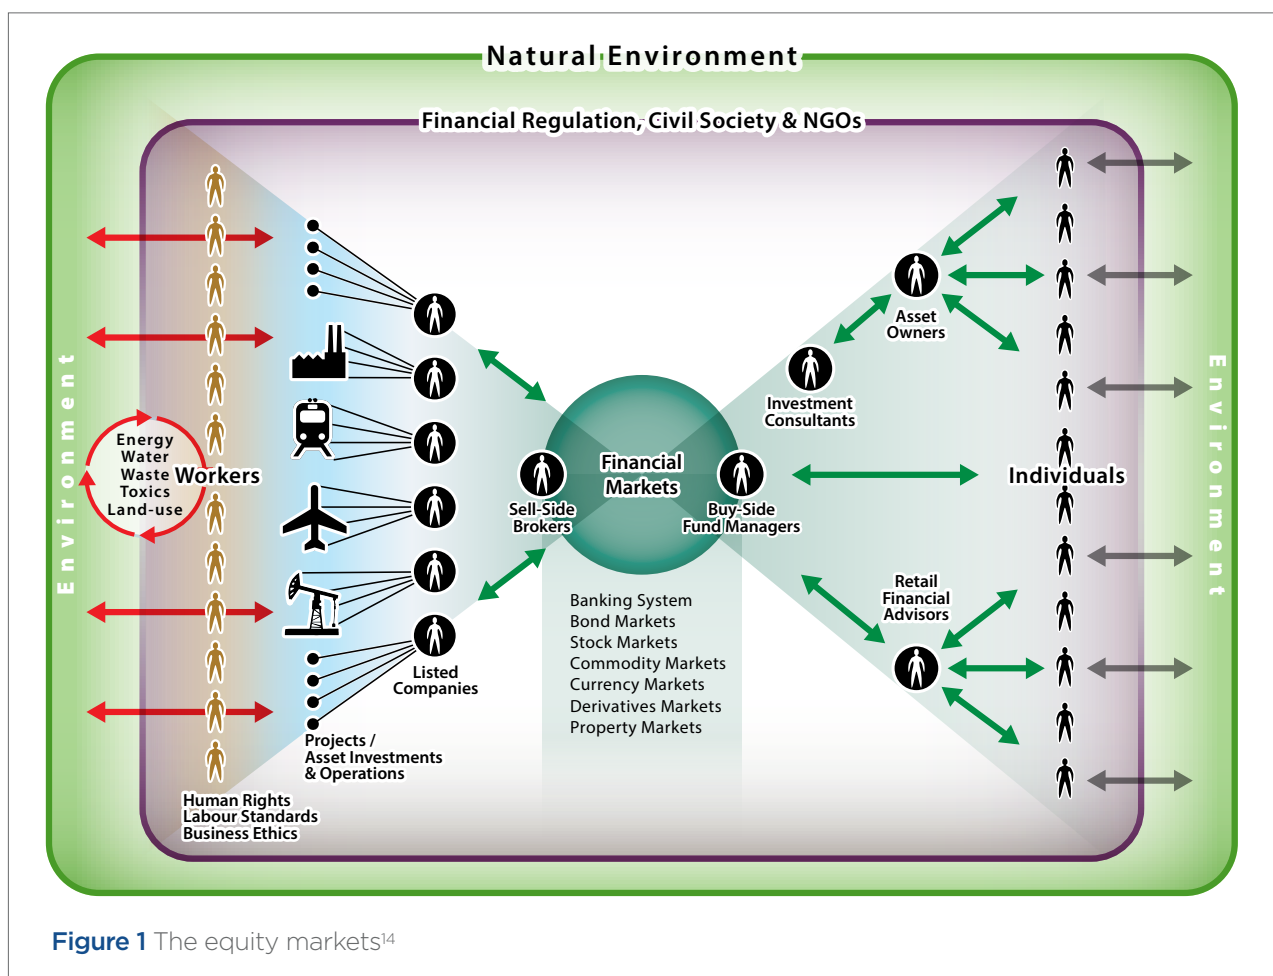 Natural Environment
Financial Regulation, Civil Society & NGOs
Environment
Energy
Water
Waste
Toxics
Land-use
Workers
Human Rights
Labour Standards
Business Ethics
Projects /
Asset Investments
& Operations
Listed
Companies
Sell-Side
Brokers
Financial
Markets
Buy-Side
Fund Managers
Banking System
Bond Markets
Stock Markets
Commodity Markets
Currency Markets
Derivatives Markets
Property Markets
Investment
Consultants
Asset
Owners
Retail
Financial
Advisors
Individuals
Environment
Figure 1 The equity markets¹⁴